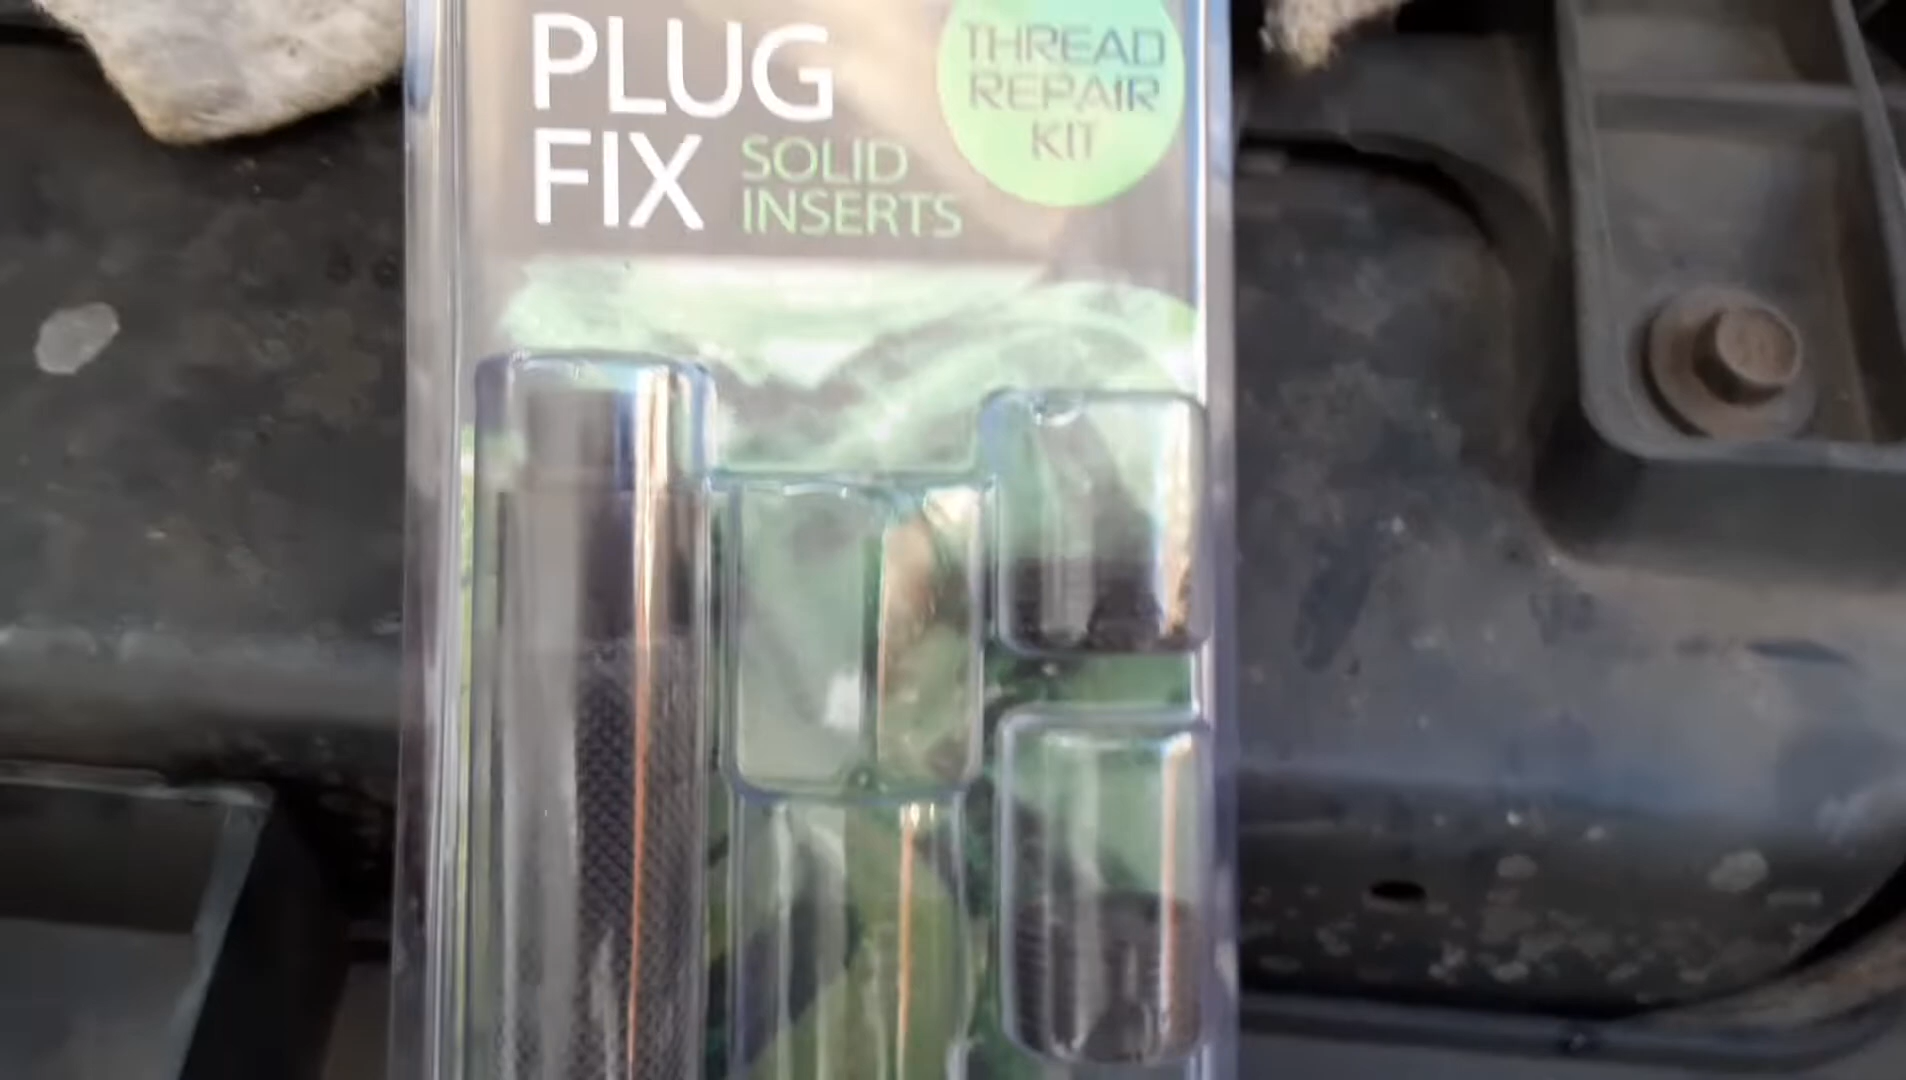 PLUG
FIX
SOLID
INSERTS
THREAD
REPAIR
KIT